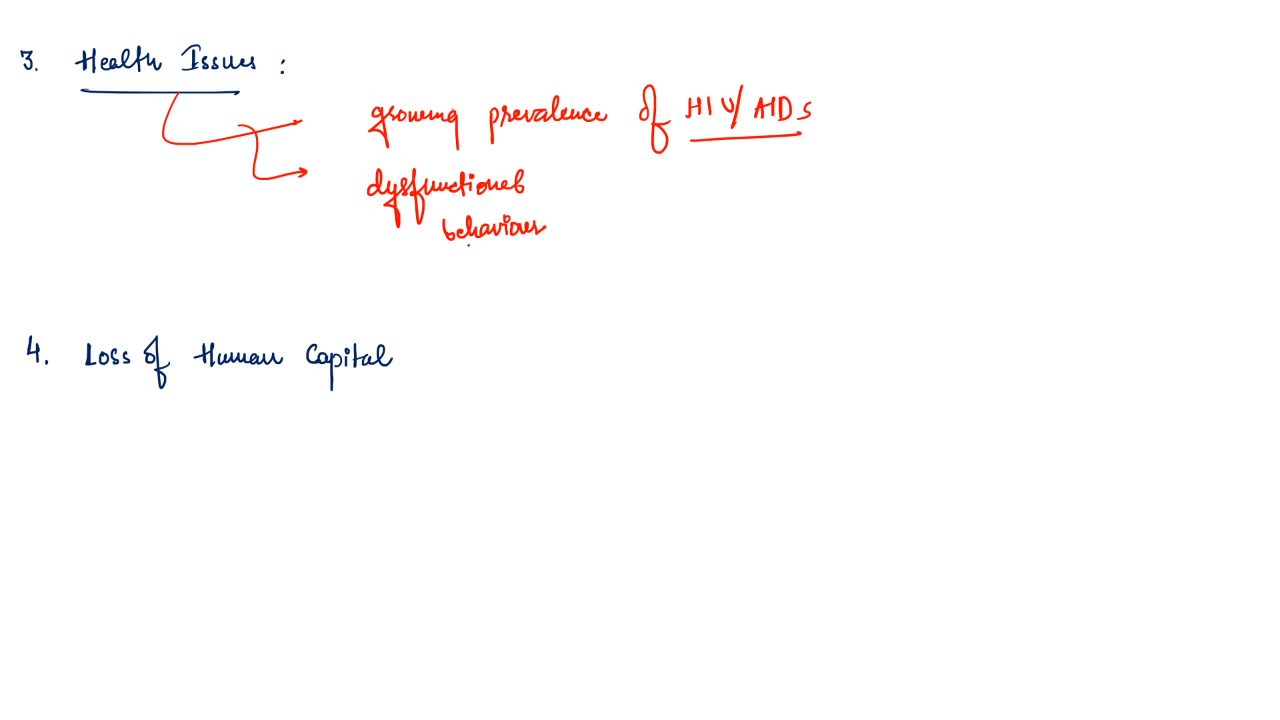 3. Health Issues :
growing prevalence of HIV/AIDS
dysfunctional
behaviour
4. Loss of Human Capital